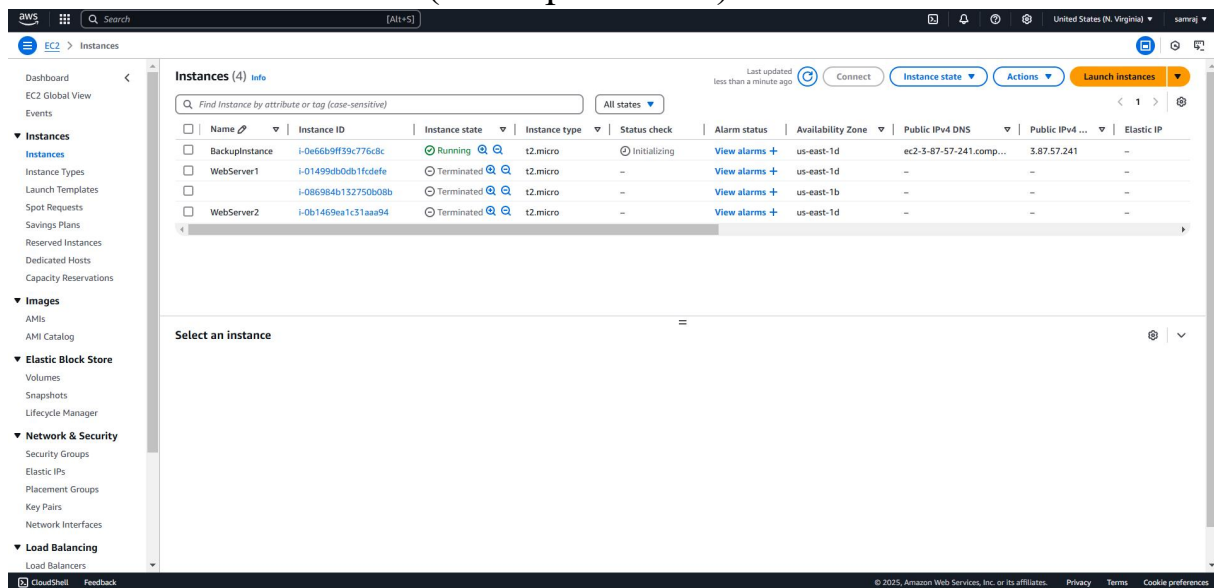 aws
Search [Alt+S]
United States (N. Virginia) ▼ samraj ▼
EC2 > Instances
Dashboard
EC2 Global View
Events
▼ Instances
Instances
Instance Types
Launch Templates
Spot Requests
Savings Plans
Reserved Instances
Dedicated Hosts
Capacity Reservations
▼ Images
AMIs
AMI Catalog
▼ Elastic Block Store
Volumes
Snapshots
Lifecycle Manager
▼ Network & Security
Security Groups
Elastic IPs
Placement Groups
Key Pairs
Network Interfaces
▼ Load Balancing
Load Balancers
Instances (4) Info
Last updated
less than a minute ago
Connect
Instance state ▼
Actions ▼
Launch instances ▼
Find Instance by attribute or tag (case-sensitive)
All states ▼
< 1 >
Name Instance ID Instance state Instance type Status check Alarm status Availability Zone Public IPv4 DNS Public IPv4 ... Elastic IP
BackupInstance i-0e66b9ff39c776c8c Running t2.micro Initializing View alarms + us-east-1d ec2-3-87-57-241.comp... 3.87.57.241 –
WebServer1 i-01499db0db1fcdefe Terminated t2.micro – View alarms + us-east-1d – – –
i-086984b132750b08b Terminated t2.micro – View alarms + us-east-1b – – –
WebServer2 i-0b1469ea1c31aaa94 Terminated t2.micro – View alarms + us-east-1d – – –
Select an instance
CloudShell Feedback
© 2025, Amazon Web Services, Inc. or its affiliates. Privacy Terms Cookie preferences